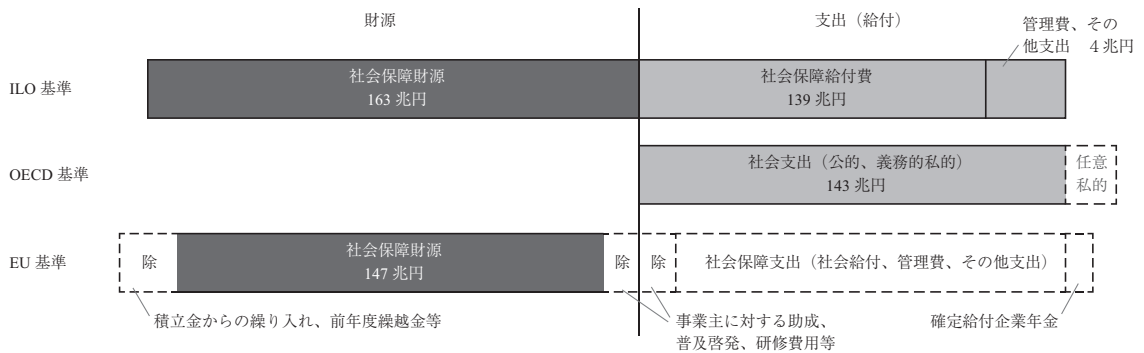 財源
支出（給付）
管理費、その
他支出　４兆円
ILO 基準
社会保障財源
163 兆円
社会保障給付費
139 兆円
OECD 基準
社会支出（公的、義務的私的）
143 兆円
任意
私的
EU 基準
除
社会保障財源
147 兆円
除
除
社会保障支出（社会給付、管理費、その他支出）
積立金からの繰り入れ、前年度繰越金等
事業主に対する助成、
普及啓発、研修費用等
確定給付企業年金